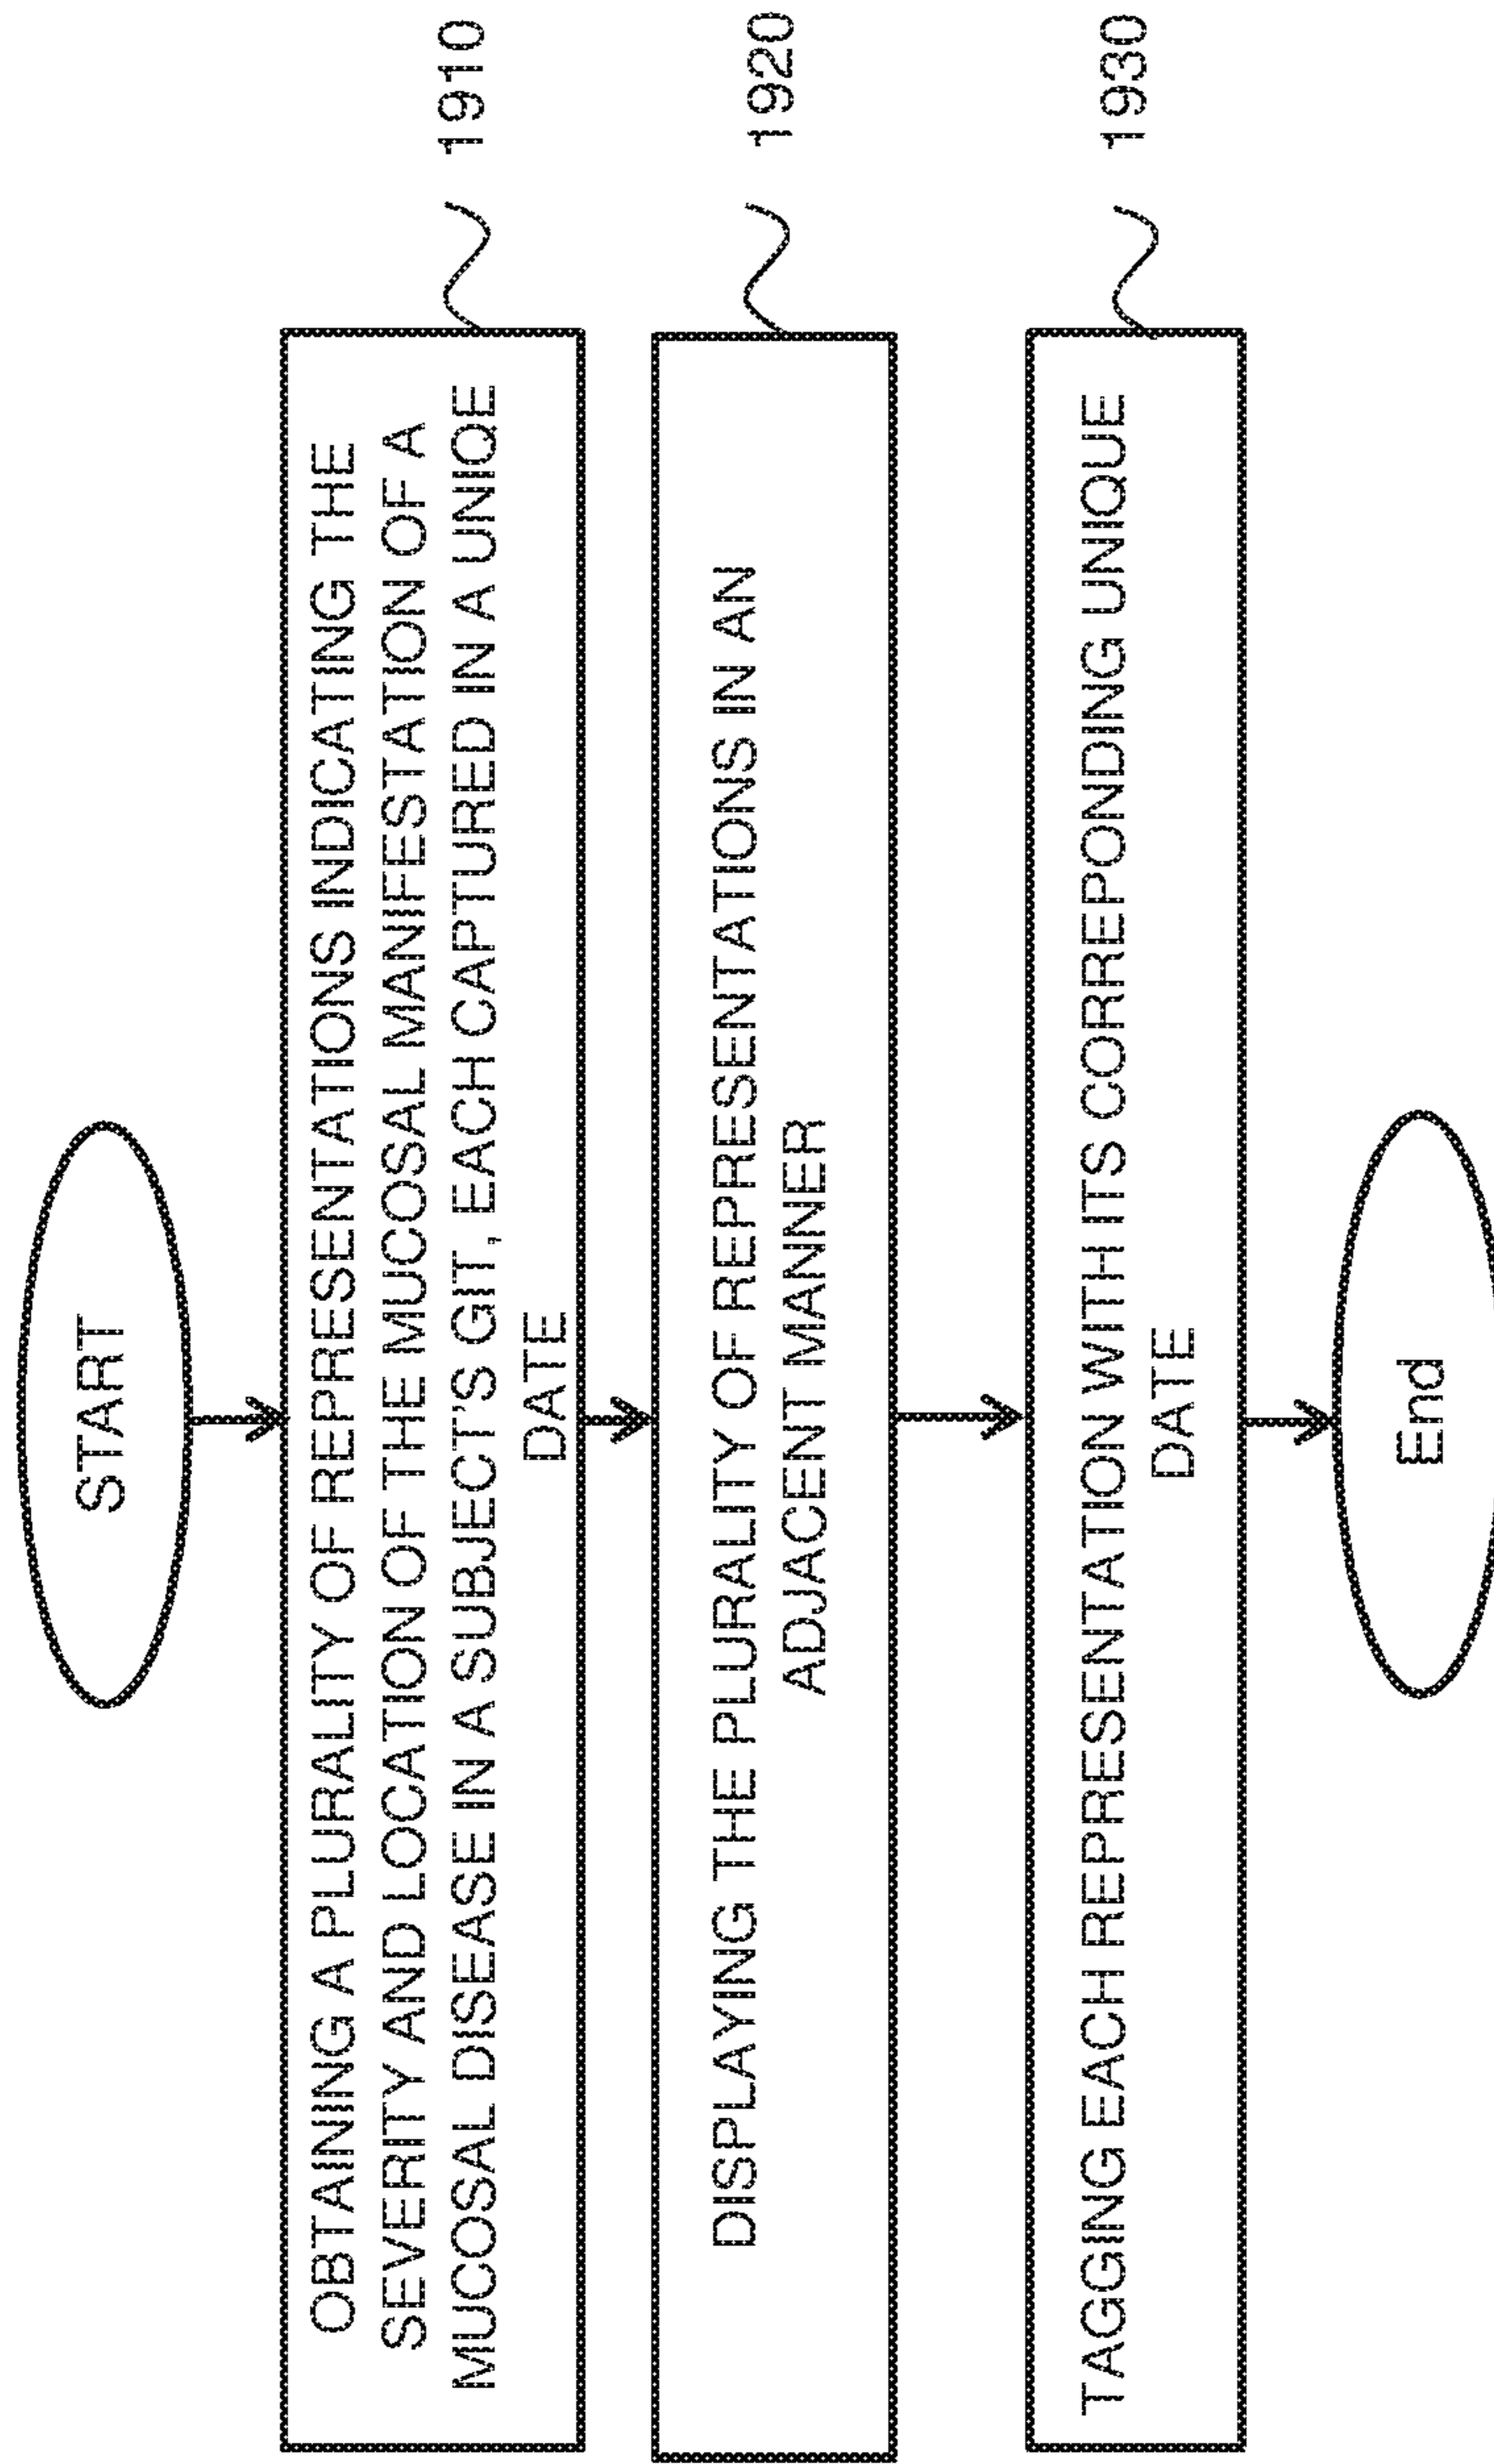 START
OBTAINING A PLURALITY OF REPRESENTATIONS INDICATING THE
SEVERITY AND LOCATION OF THE MUCOSAL MANIFESTATION OF A
MUCOSAL DISEASE IN A SUBJECT'S GIT, EACH CAPTURED IN A UNIQE
DATE
1910
DISPLAYING THE PLURALITY OF REPRESENTATIONS IN AN
ADJACENT MANNER
1920
TAGGING EACH REPRESENTATION WITH ITS CORREPONDING UNIQUE
DATE
1930
End